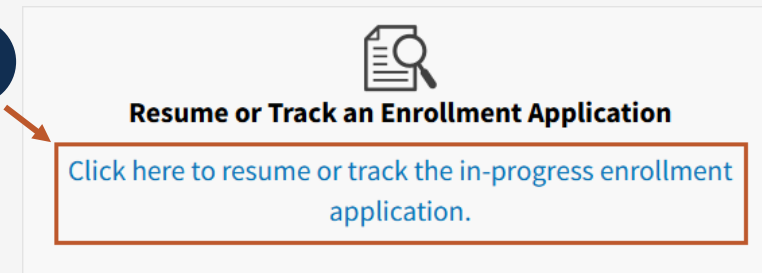 Resume or Track an Enrollment Application
Click here to resume or track the in-progress enrollment
application.